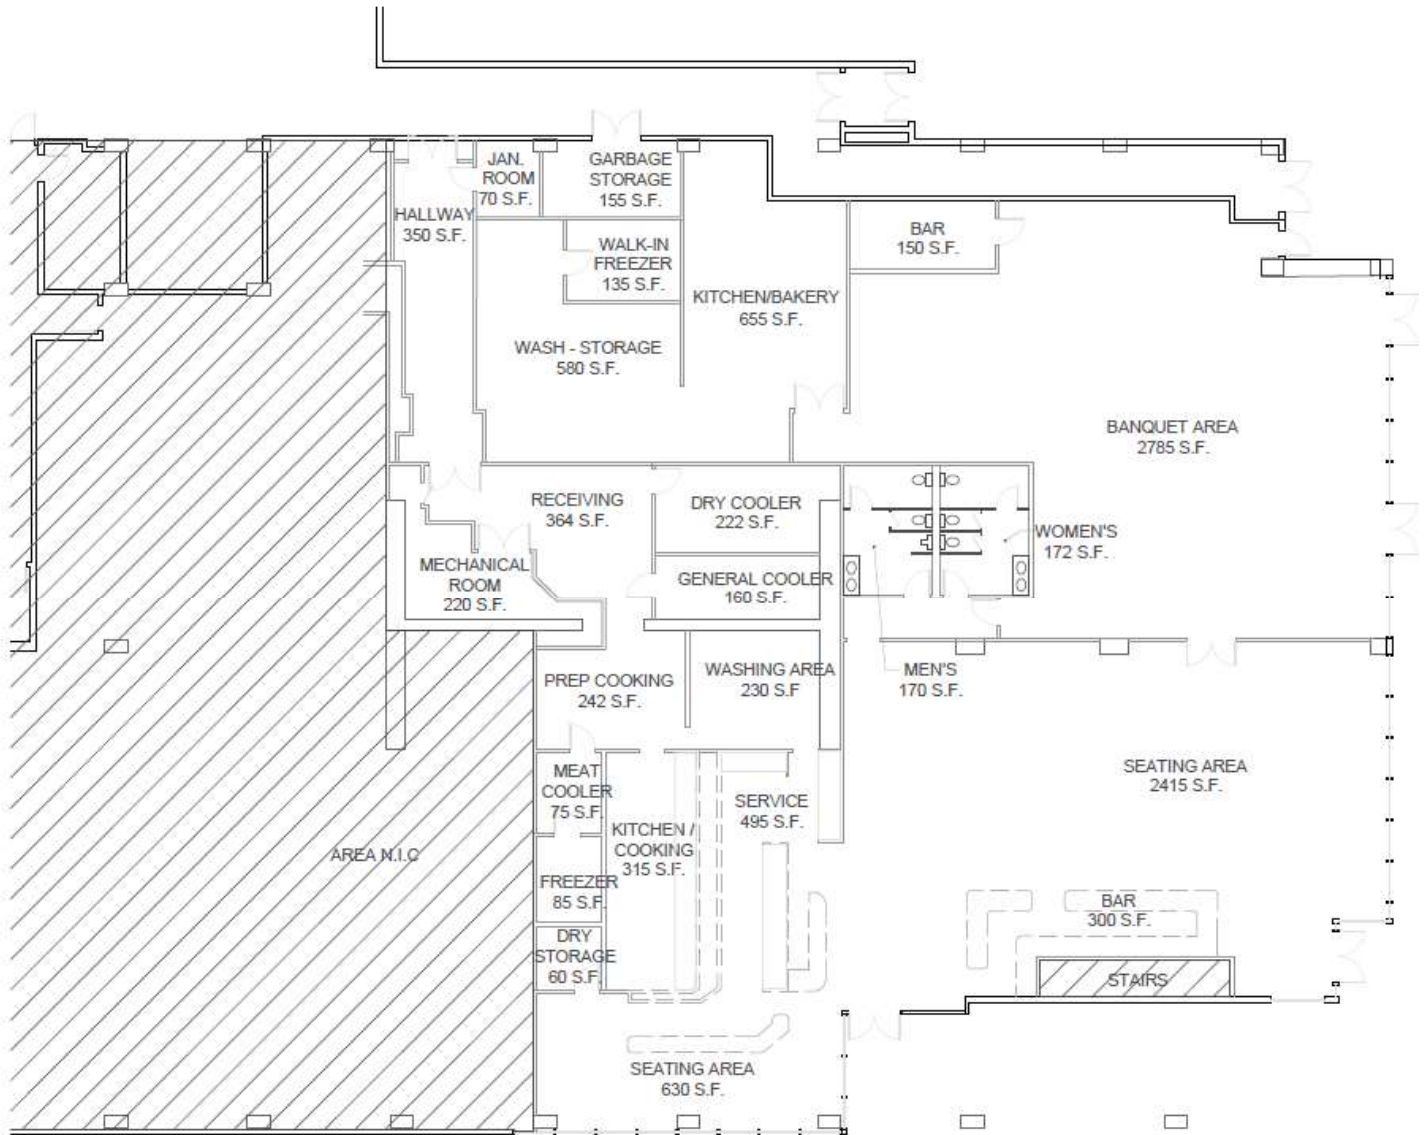 JAN.
ROOM
70 S.F.
GARBAGE
STORAGE
155 S.F.
HALLWAY
350 S.F.
WALK-IN
FREEZER
135 S.F.
BAR
150 S.F.
KITCHEN/BAKERY
655 S.F.
WASH - STORAGE
580 S.F.
BANQUET AREA
2785 S.F.
RECEIVING
364 S.F.
DRY COOLER
222 S.F.
WOMEN'S
172 S.F.
MECHANICAL
ROOM
220 S.F.
GENERAL COOLER
160 S.F.
PREP COOKING
242 S.F.
WASHING AREA
230 S.F
MEN'S
170 S.F.
MEAT
COOLER
75 S.F.
SERVICE
495 S.F.
SEATING AREA
2415 S.F.
KITCHEN /
COOKING
315 S.F.
AREA N.I.C
FREEZER
85 S.F.
BAR
300 S.F.
DRY
STORAGE
60 S.F.
STAIRS
SEATING AREA
630 S.F.